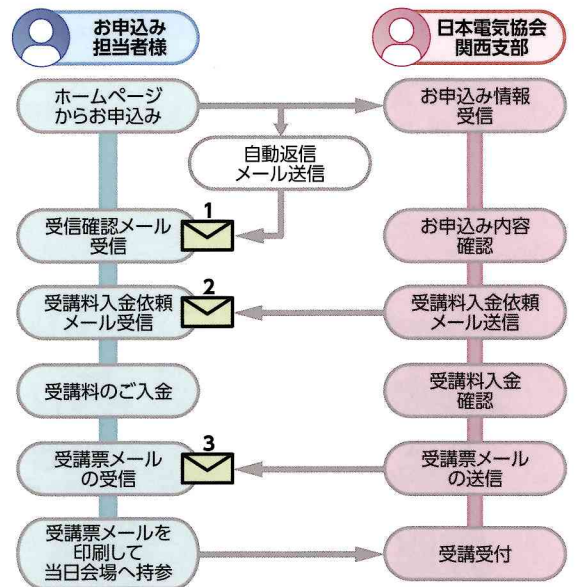 お申込み
担当者様
日本電気協会
関西支部
ホームページ
からお申込み
お申込み情報
受信
自動返信
メール送信
受信確認メール
受信
1
お申込み内容
確認
受講料入金依頼
メール受信
2
受講料入金依頼
メール送信
受講料のご入金
受講料入金
確認
受講票メール
の受信
3
受講票メール
の送信
受講票メールを
印刷して
当日会場へ持参
受講受付